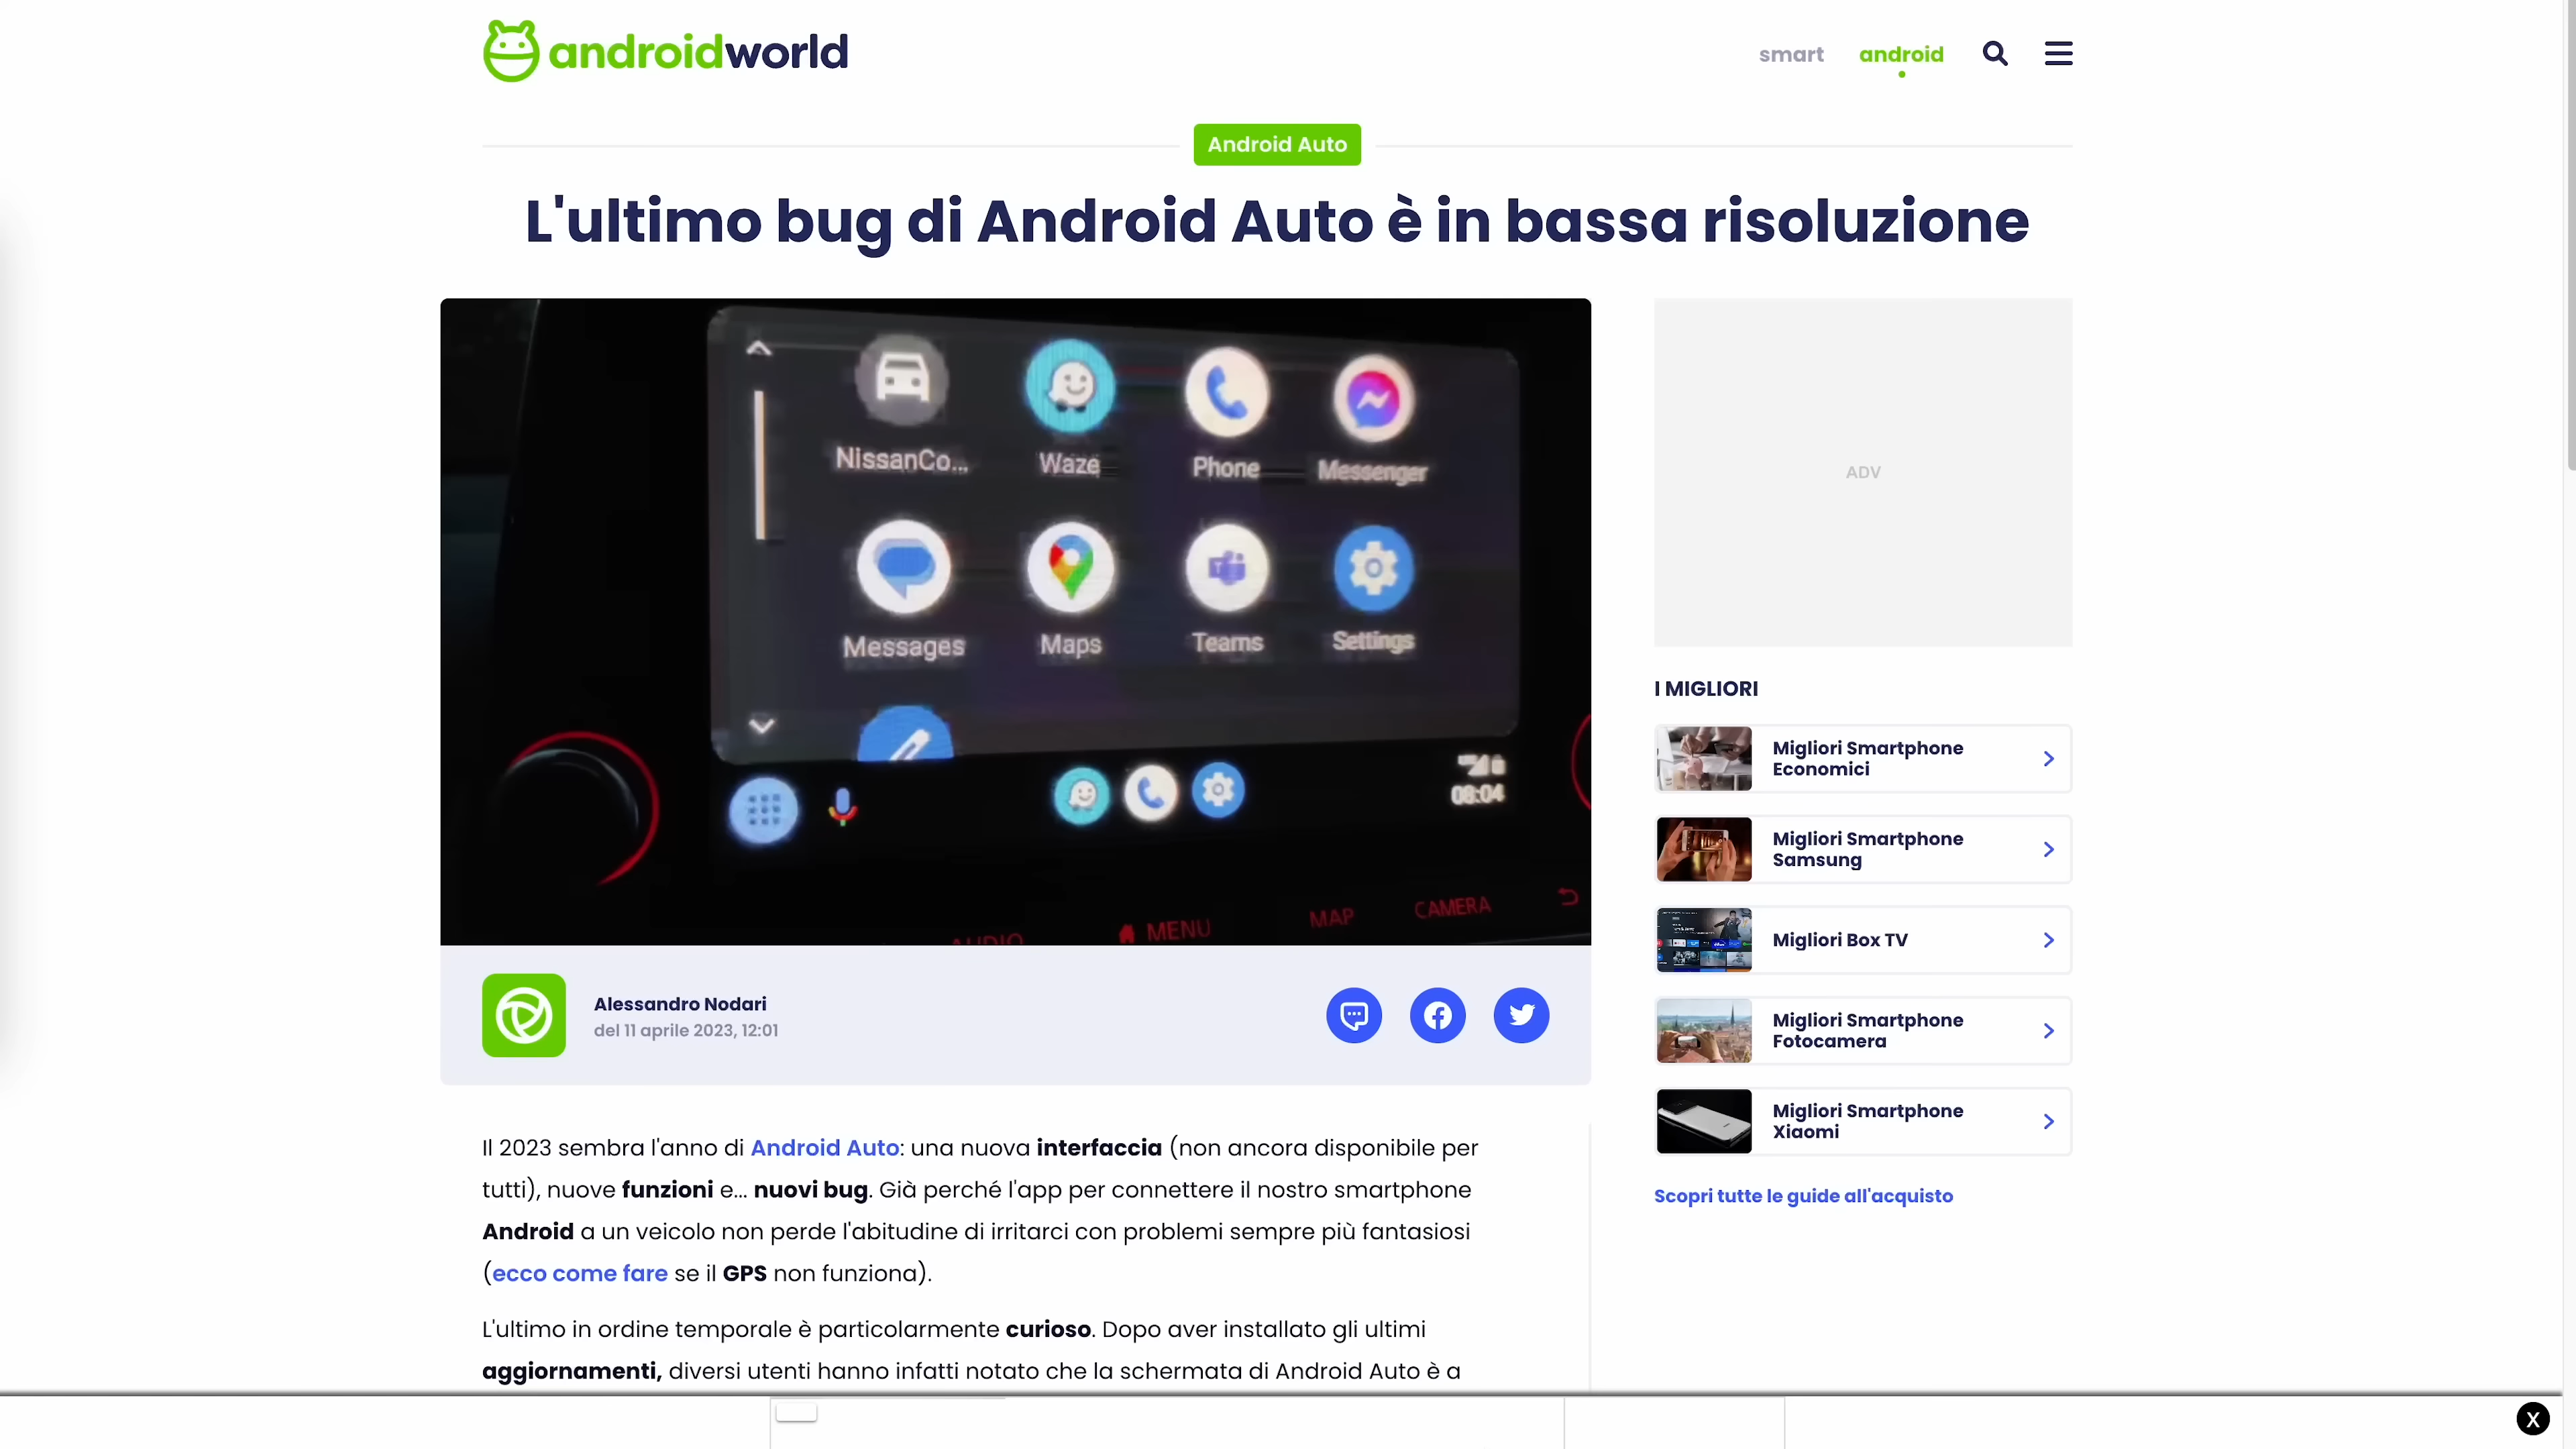 androidworld
smart android
Android Auto
L'ultimo bug di Android Auto è in bassa risoluzione
NissanCo... Waze Phone Messenger
Messages Maps Teams Settings
08:04
AUDIO MENU MAP CAMERA
Alessandro Nodari
del 11 aprile 2023, 12:01
Il 2023 sembra l'anno di Android Auto: una nuova interfaccia (non ancora disponibile per
tutti), nuove funzioni e... nuovi bug. Già perché l'app per connettere il nostro smartphone
Android a un veicolo non perde l'abitudine di irritarci con problemi sempre più fantasiosi
(ecco come fare se il GPS non funziona).
L'ultimo in ordine temporale è particolarmente curioso. Dopo aver installato gli ultimi
aggiornamenti, diversi utenti hanno infatti notato che la schermata di Android Auto è a
ADV
I MIGLIORI
Migliori Smartphone
Economici
Migliori Smartphone
Samsung
Migliori Box TV
Migliori Smartphone
Fotocamera
Migliori Smartphone
Xiaomi
Scopri tutte le guide all'acquisto
X